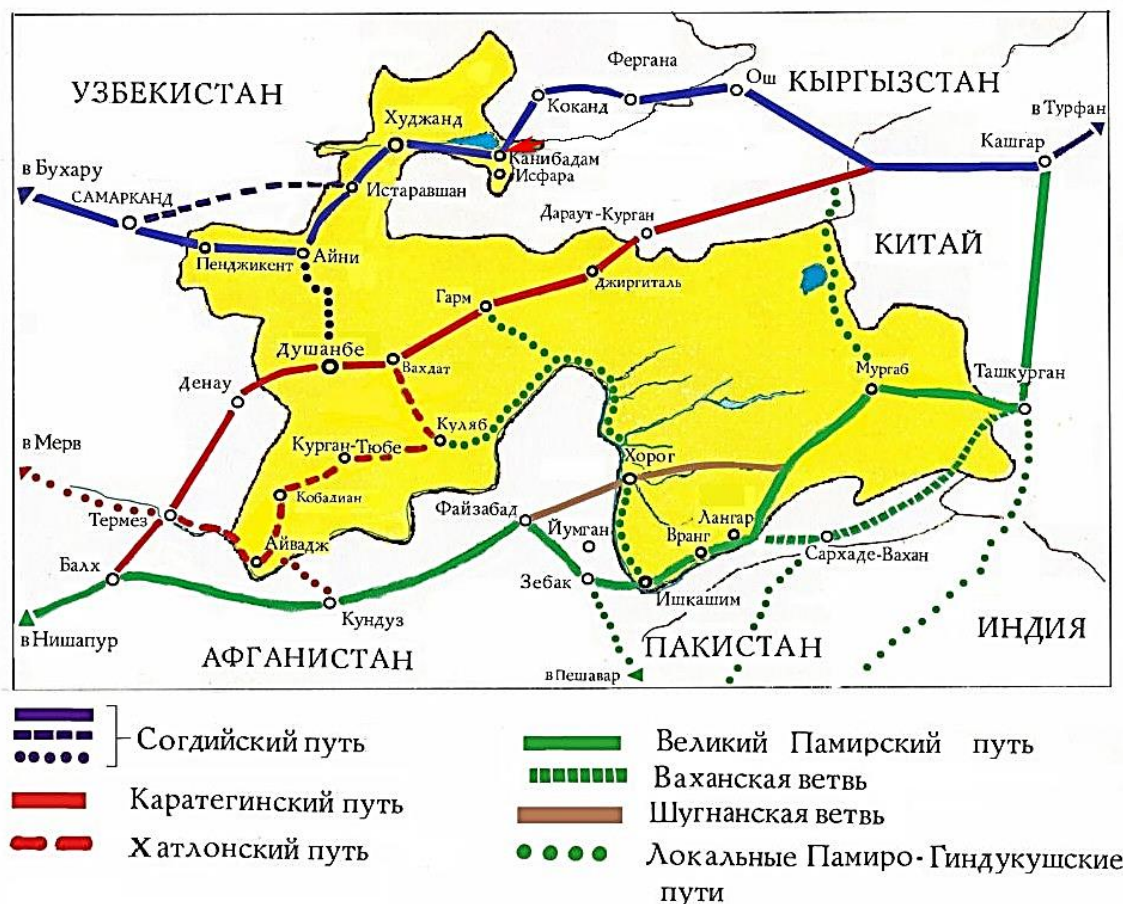 Фергана
Ош
КЫРГЫЗСТАН
УЗБЕКИСТАН
Коканд
в Турфан
Худжанд
Кашгар
Канибадам
в Бухару
Исфара
САМАРКАНД
Истаравшан
Дараут-Курган
КИТАЙ
Пенджикент
Айни
Джиргиталь
Гарм
Душанбе
Вахдат
Мургаб
Ташкурган
Денау
Куляб
в Мерв
Курган-Тюбе
Хорог
Кобадиан
Файзабад
Термез
Йумган
Лангар
Вранг
Айвадж
Сархаде-Вахан
Балх
Зебак
Ишкашим
Кундуз
в Нишапур
ИНДИЯ
АФГАНИСТАН
ПАКИСТАН
в Пешавар
Согдийский путь
Каратегинский путь
Хатлонский путь
Великий Памирский путь
Ваханская ветвь
Шугнанская ветвь
Локальные Памиро-Гиндукушские
пути